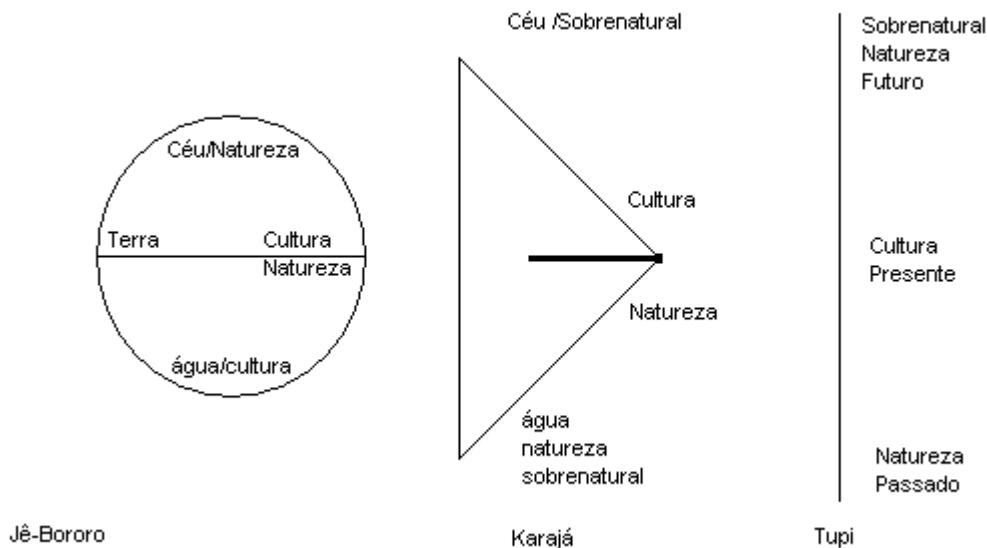 Céu/Natureza
Terra
Cultura
Natureza
água/cultura
Jê-Bororo
Céu /Sobrenatural
Cultura
Natureza
água
natureza
sobrenatural
Karajá
Sobrenatural
Natureza
Futuro
Cultura
Presente
Natureza
Passado
Tupi